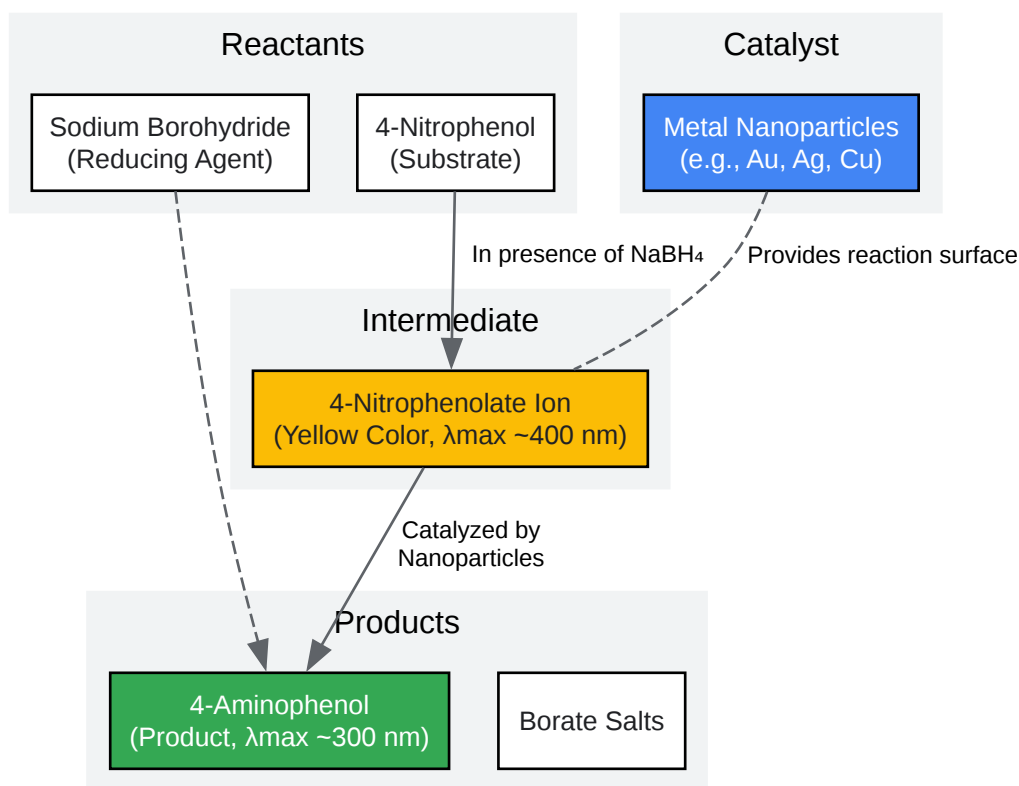 Reactants
Catalyst
Sodium Borohydride
(Reducing Agent)
4-Nitrophenol
(Substrate)
Metal Nanoparticles
(e.g., Au, Ag, Cu)
In presence of NaBH₄
Provides reaction surface
Intermediate
4-Nitrophenolate Ion
(Yellow Color, λmax ~400 nm)
Catalyzed by
Nanoparticles
Products
4-Aminophenol
(Product, λmax ~300 nm)
Borate Salts